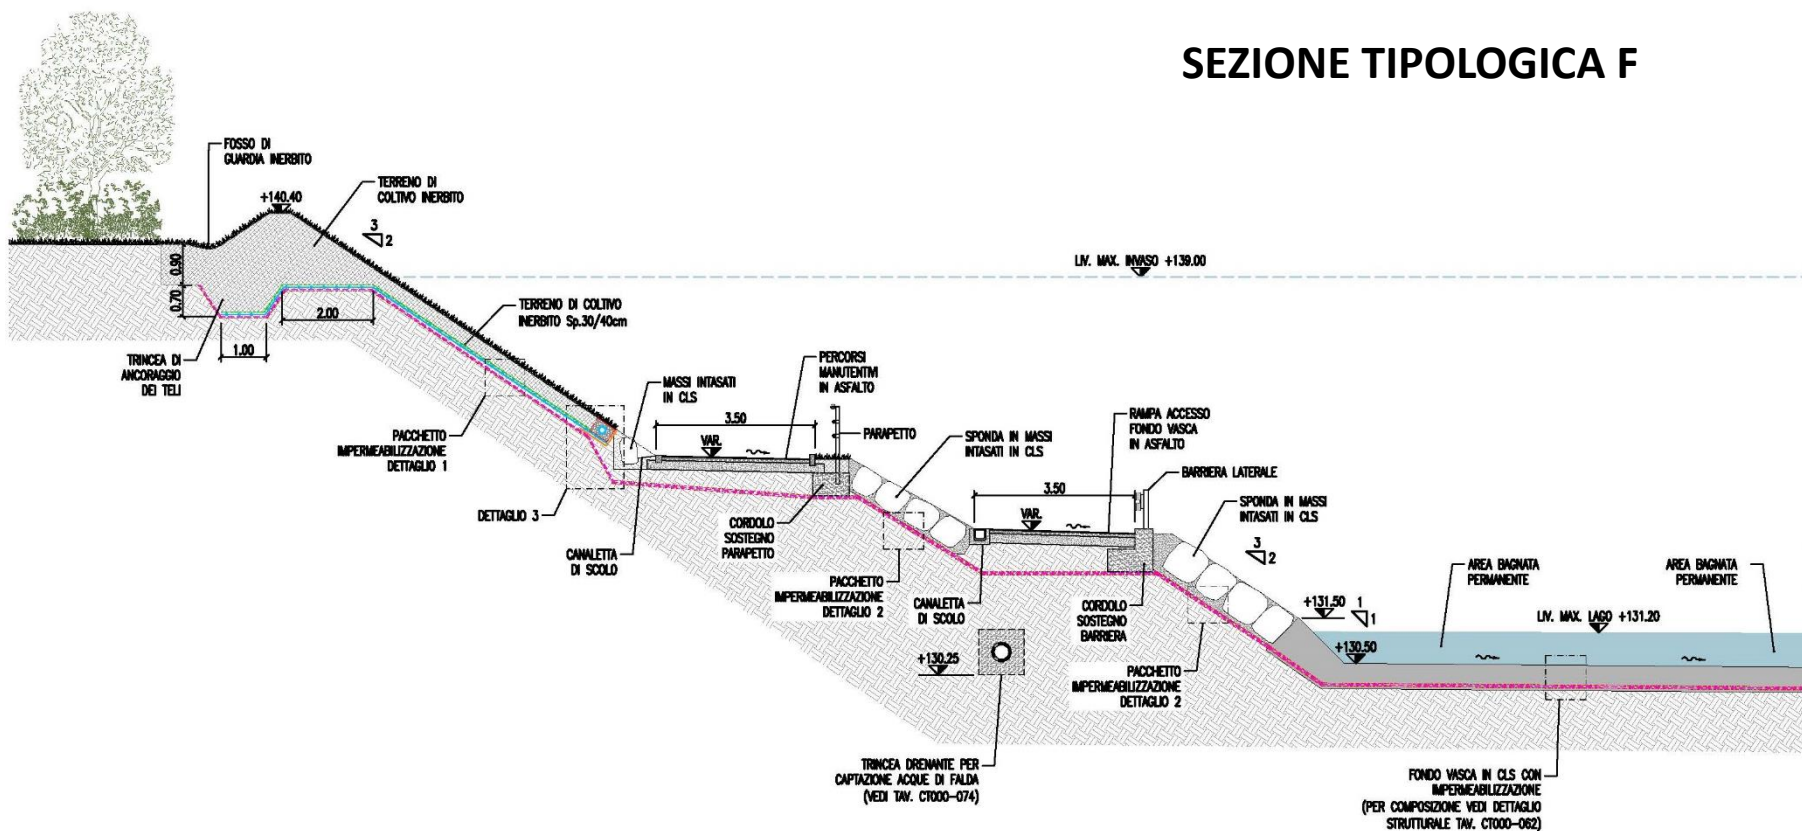 SEZIONE TIPOLOGICA F
FOSSO DI
GUARDIA INERBITO
TERRENO DI
COLTIVO INERBITO
+140.40
3
2
LIV. MAX. INVASO +139.00
0.90
0.70
2.00
1.00
TERRENO DI COLTIVO
INERBITO Sp.30/40cm
TRINCEA DI
ANCORAGGIO
DEI TELI
MASSI INTASATI
IN CLS
PERCORSI
MANUTENTIVI
IN ASFALTO
3.50
VAR.
PARAPETTO
SPONDA IN MASSI
INTASATI IN CLS
RAMPA ACCESSO
FONDO VASCA
IN ASFALTO
BARRIERA LATERALE
PACCHETTO
IMPERMEABILIZZAZIONE
DETTAGLIO 1
3.50
VAR.
SPONDA IN MASSI
INTASATI IN CLS
DETTAGLIO 3
CORDOLO
SOSTEGNO
PARAPETTO
CANALETTA
DI SCOLO
3
2
AREA BAGNATA
PERMANENTE
AREA BAGNATA
PERMANENTE
PACCHETTO
IMPERMEABILIZZAZIONE
DETTAGLIO 2
CANALETTA
DI SCOLO
CORDOLO
SOSTEGNO
BARRIERA
+131.50
1
1
LIV. MAX. LAGO +131.20
+130.50
+130.25
PACCHETTO
IMPERMEABILIZZAZIONE
DETTAGLIO 2
TRINCEA DRENANTE PER
CAPTAZIONE ACQUE DI FALDA
(VEDI TAV. CT000-074)
FONDO VASCA IN CLS CON
IMPERMEABILIZZAZIONE
(PER COMPOSIZIONE VEDI DETTAGLIO
STRUTTURALE TAV. CT000-062)